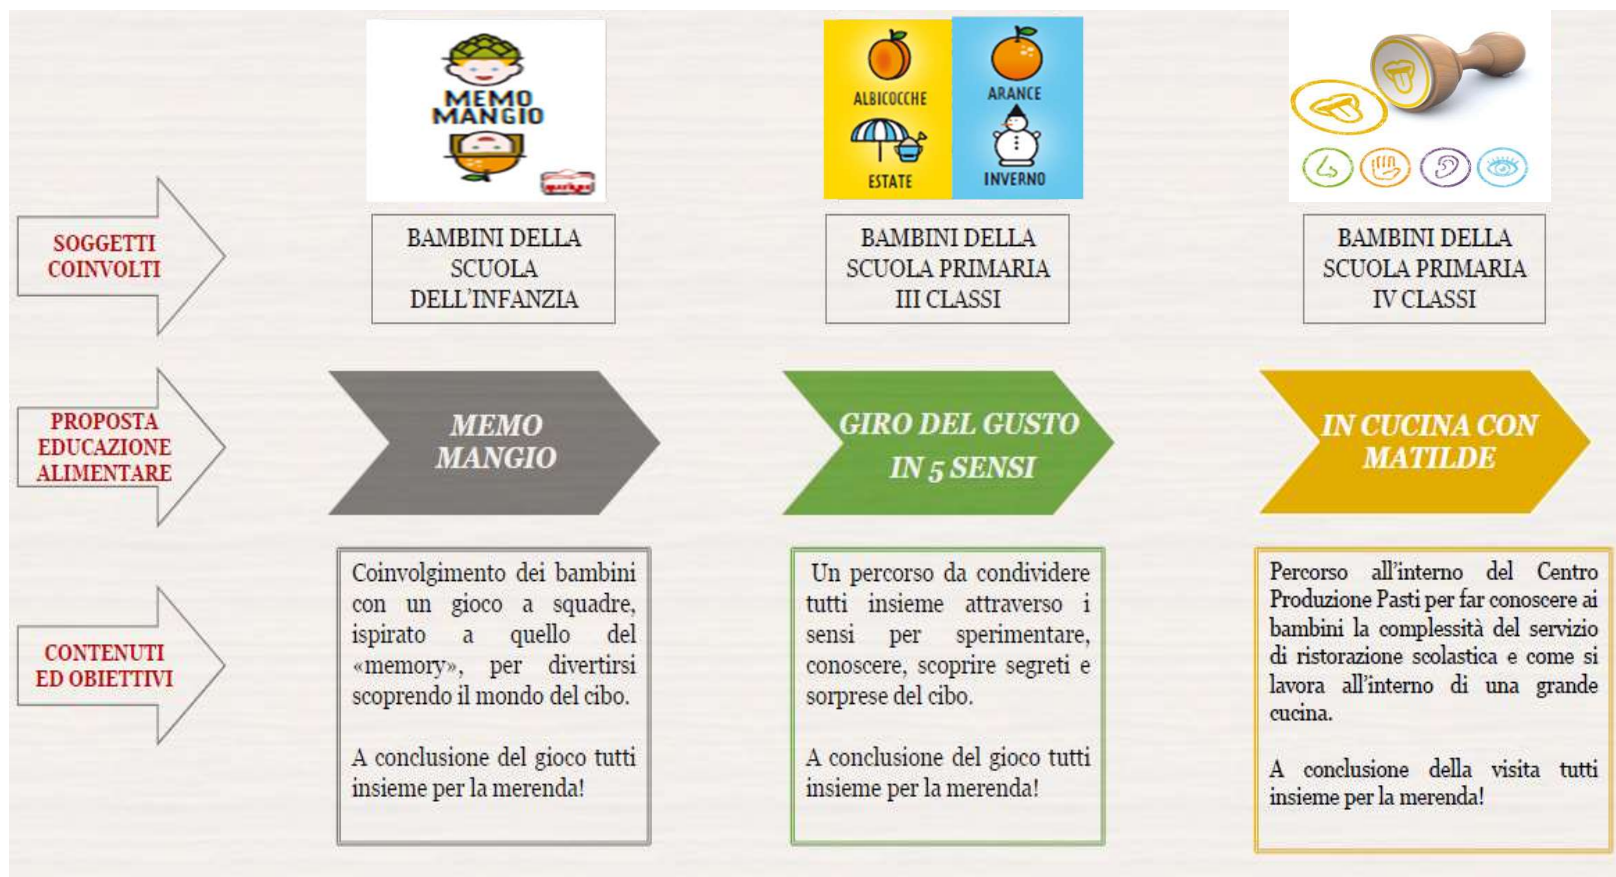 MEMO
MANGIO
ALBICOCCHE
ARANCE
ESTATE
INVERNO
SOGGETTI
COINVOLTI
BAMBINI DELLA
SCUOLA
DELL'INFANZIA
BAMBINI DELLA
SCUOLA PRIMARIA
III CLASSI
BAMBINI DELLA
SCUOLA PRIMARIA
IV CLASSI
PROPOSTA
EDUCAZIONE
ALIMENTARE
MEMO
MANGIO
GIRO DEL GUSTO
IN 5 SENSI
IN CUCINA CON
MATILDE
CONTENUTI
ED OBIETTIVI
Coinvolgimento dei bambini
con un gioco a squadre,
ispirato a quello del
«memory», per divertirsi
scoprendo il mondo del cibo.
A conclusione del gioco tutti
insieme per la merenda!
Un percorso da condividere
tutti insieme attraverso i
sensi per sperimentare,
conoscere, scoprire segreti e
sorprese del cibo.
A conclusione del gioco tutti
insieme per la merenda!
Percorso all'interno del Centro
Produzione Pasti per far conoscere ai
bambini la complessità del servizio
di ristorazione scolastica e come si
lavora all'interno di una grande
cucina.
A conclusione della visita tutti
insieme per la merenda!